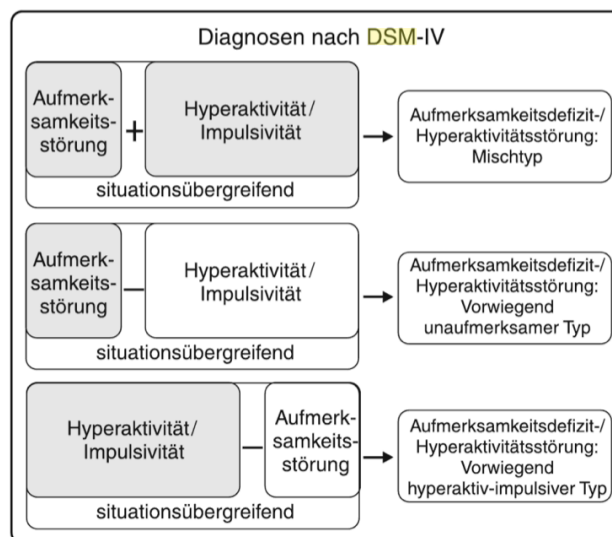 Diagnosen nach DSM-IV
Aufmerk-
samkeits-
störung
+
Hyperaktivität/
Impulsivität
situationsübergreifend
Aufmerksamkeitsdefizit-/
Hyperaktivitätsstörung:
Mischtyp
Aufmerk-
samkeits-
störung
–
Hyperaktivität/
Impulsivität
situationsübergreifend
Aufmerksamkeitsdefizit-/
Hyperaktivitätsstörung:
Vorwiegend
unaufmerksamer Typ
Hyperaktivität/
Impulsivität
–
Aufmerk-
samkeits-
störung
situationsübergreifend
Aufmerksamkeitsdefizit-/
Hyperaktivitätsstörung:
Vorwiegend
hyperaktiv-impulsiver Typ